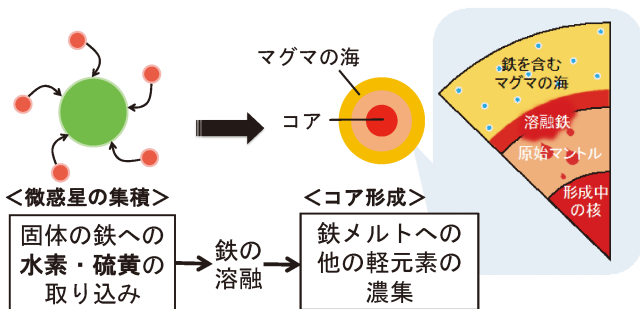 マグマの海
コア
鉄を含む
マグマの海
溶融鉄
原始マントル
形成中
の核
＜微惑星の集積＞
＜コア形成＞
固体の鉄への
水素・硫黄の
取り込み
鉄の
溶融
鉄メルトへの
他の軽元素の
濃集